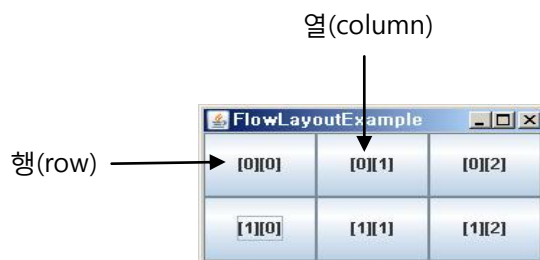 열(column)
FlowLayoutExample
행(row)
[0][0] [0][1] [0][2]
[1][0] [1][1] [1][2]